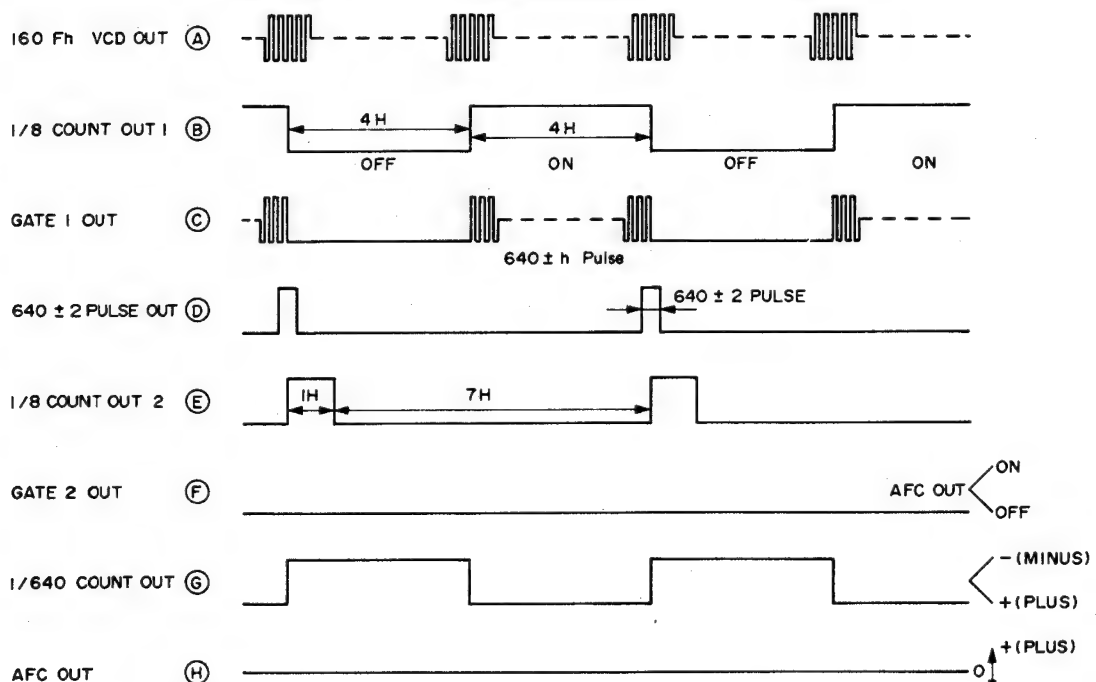 160 Fh VCD OUT Ⓐ
1/8 COUNT OUT 1 Ⓑ
4H
4H
OFF
ON
OFF
ON
GATE 1 OUT Ⓒ
640 ± h Pulse
640 ± 2 PULSE OUT Ⓓ
640 ± 2 PULSE
1/8 COUNT OUT 2 Ⓔ
1H
7H
GATE 2 OUT Ⓕ
AFC OUT
ON
OFF
1/640 COUNT OUT Ⓖ
- (MINUS)
+ (PLUS)
AFC OUT Ⓗ
0
+ (PLUS)